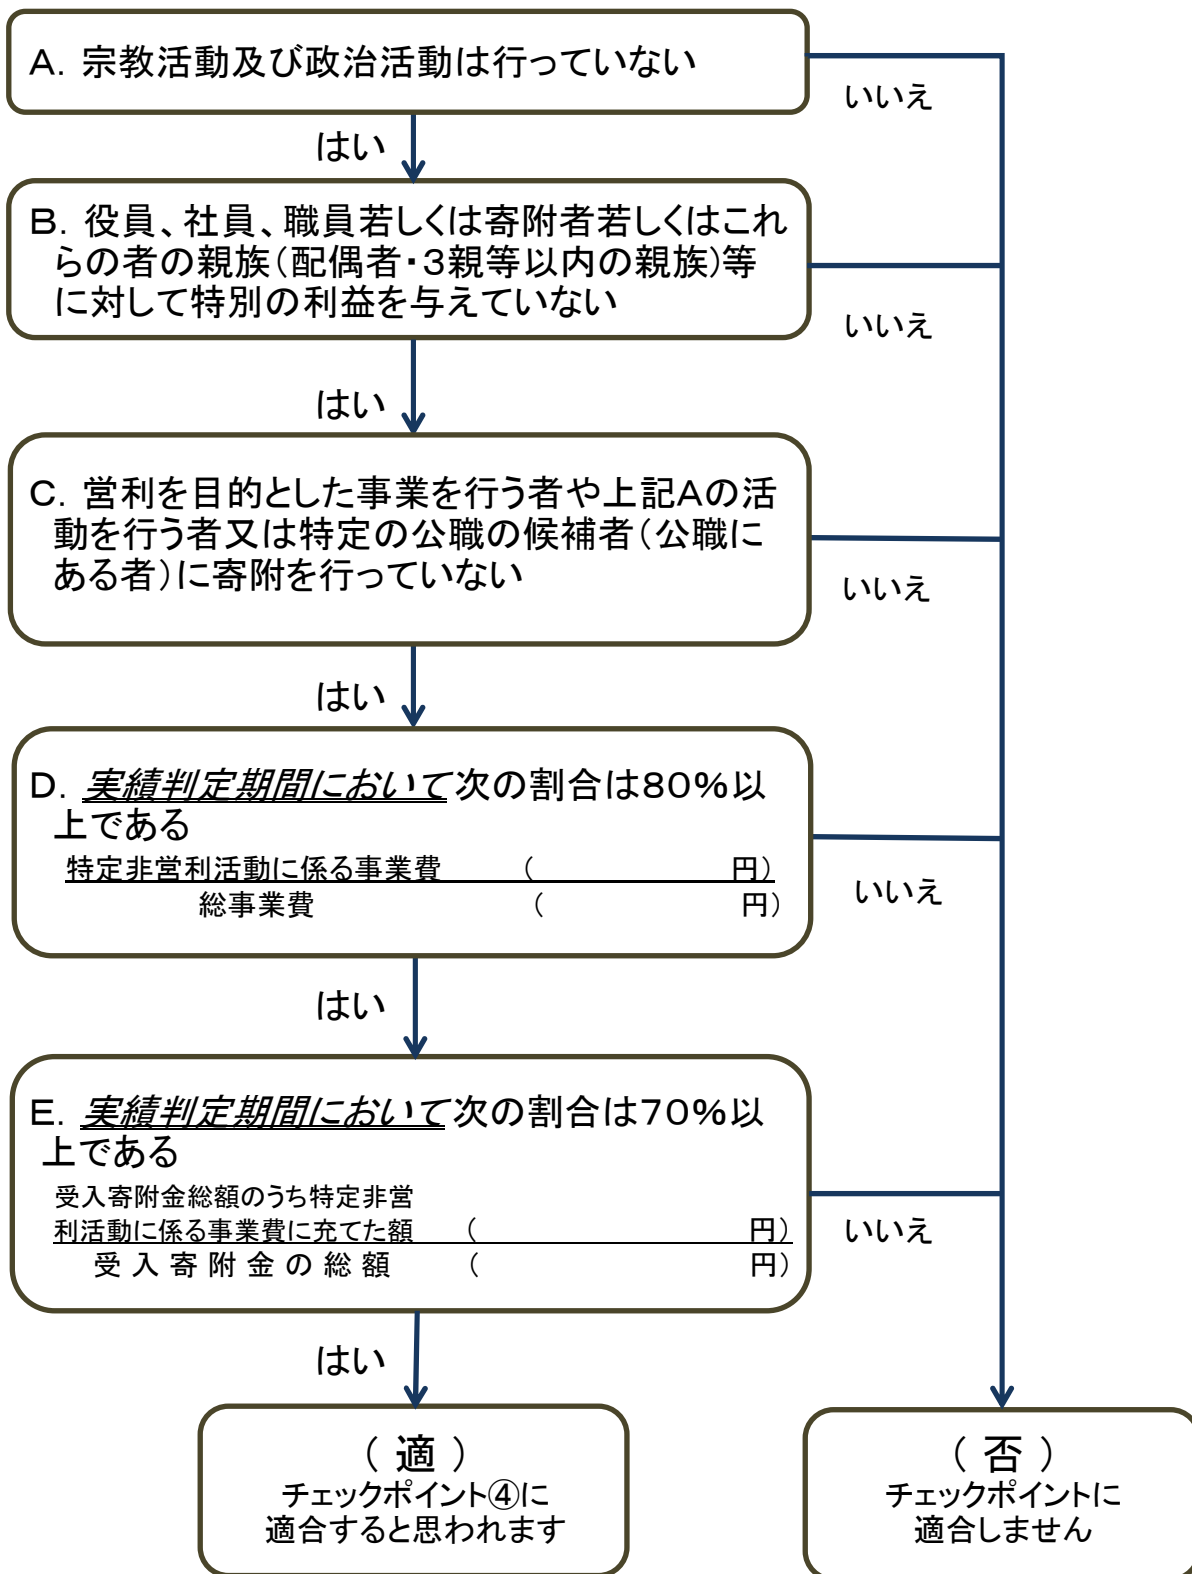 A. 宗教活動及び政治活動は行っていない
いいえ
はい
B. 役員、社員、職員若しくは寄附者若しくはこれ
らの者の親族(配偶者・3親等以内の親族)等
に対して特別の利益を与えていない
いいえ
はい
C. 営利を目的とした事業を行う者や上記Aの活
動を行う者又は特定の公職の候補者(公職に
ある者)に寄附を行っていない
いいえ
はい
D. 実績判定期間において次の割合は80%以
上である
特定非営利活動に係る事業費 ( 円)
総事業費 ( 円)
いいえ
はい
E. 実績判定期間において次の割合は70%以
上である
受入寄附金総額のうち特定非営
利活動に係る事業費に充てた額 ( 円)
受入寄附金の総額 ( 円)
いいえ
はい
(適)
チェックポイント④に
適合すると思われます
(否)
チェックポイントに
適合しません